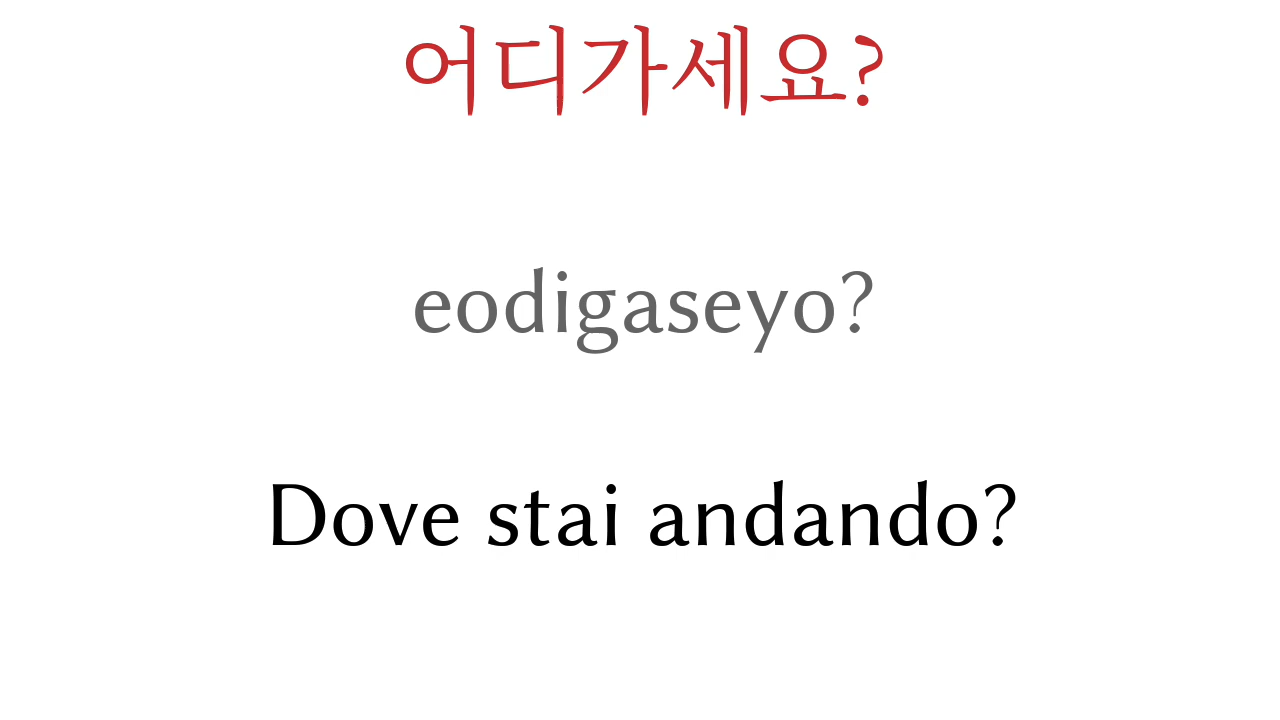 어디가세요?
eodigaseyo?
Dove stai andando?